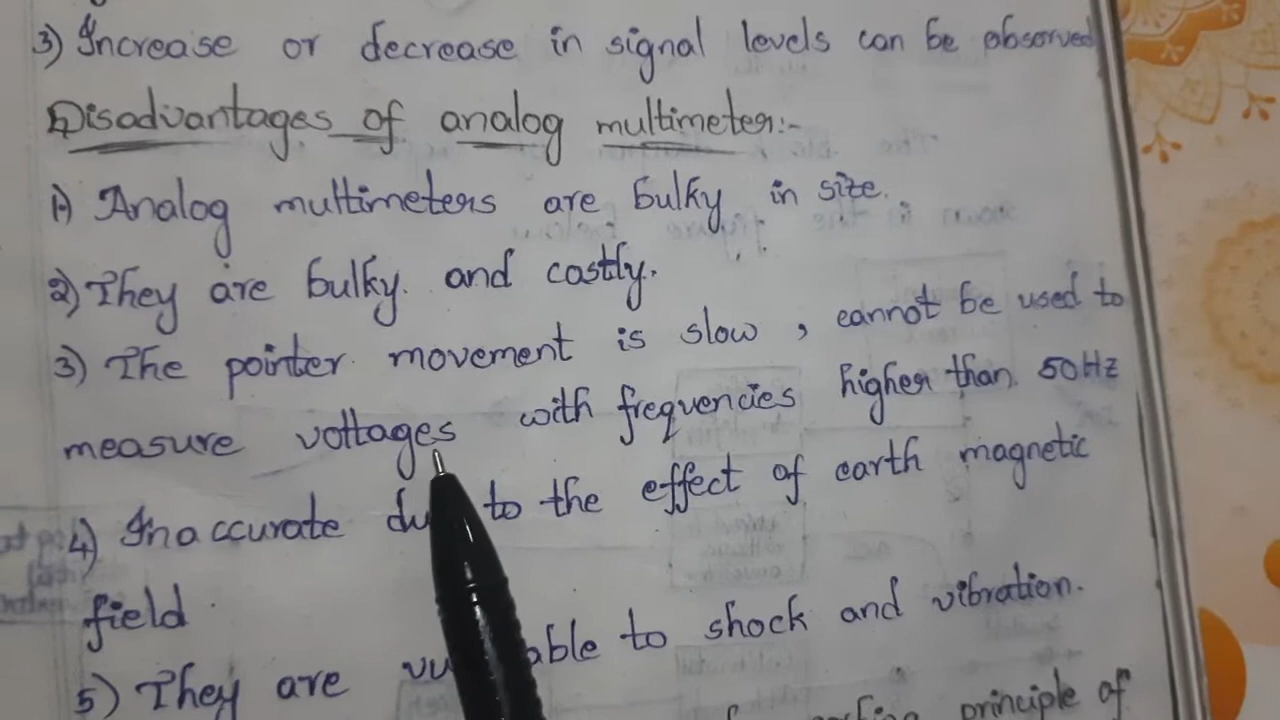 3) Increase or decrease in signal levels can be observed
Disadvantages of analog multimeter:-
1) Analog multimeters are bulky in size.
2) They are bulky. and costly.
3) The pointer movement is slow, cannot be used to
measure voltages with frequencies higher than 50Hz
4) Inaccurate to the effect of earth magnetic
field.
5) They are to shock and vibration.
principle of